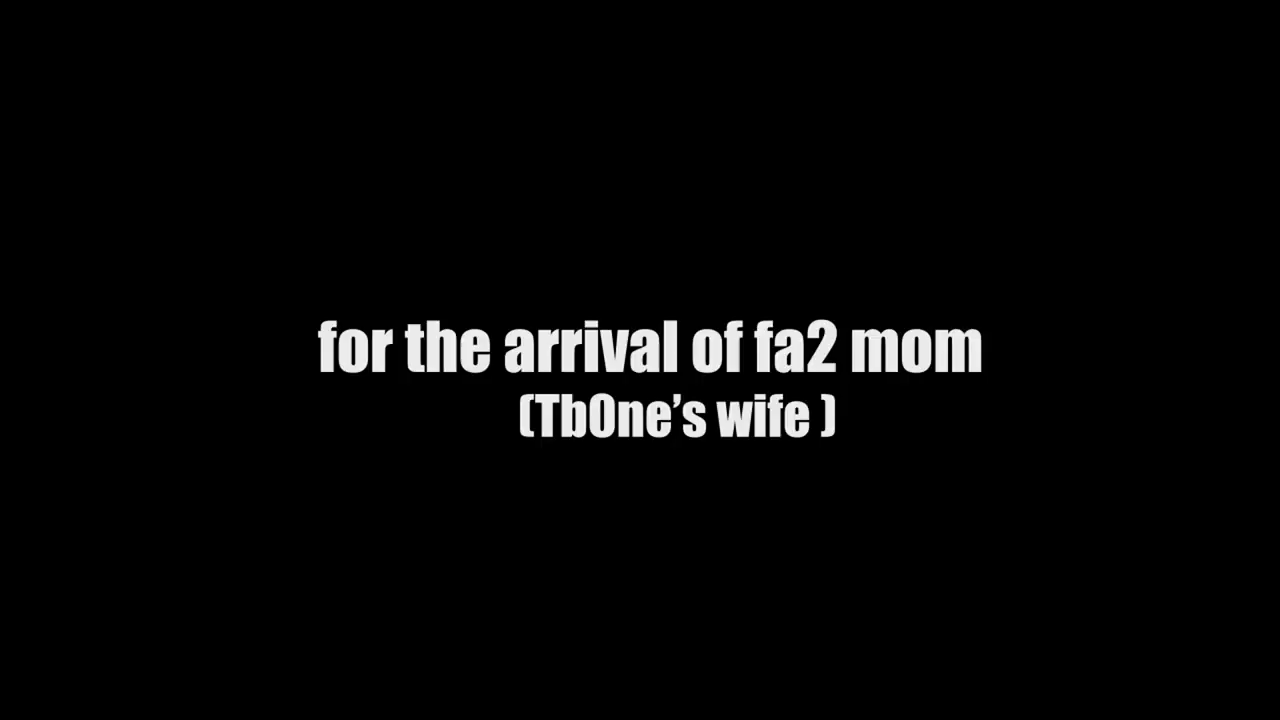 for the arrival of fa2 mom
(TbOne’s wife )